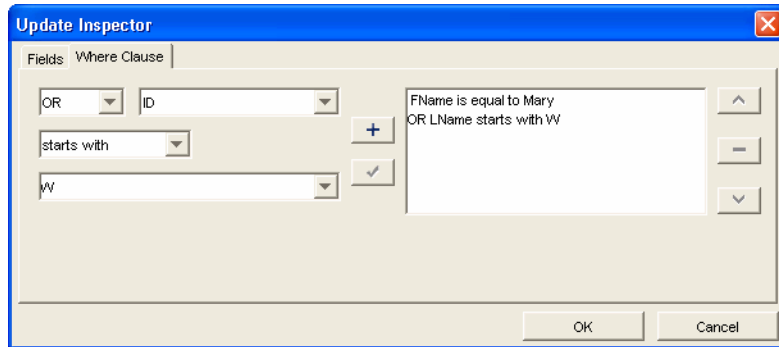 Update Inspector
Fields Where Clause
OR ID
starts with
W
FName is equal to Mary
OR LName starts with W
OK Cancel